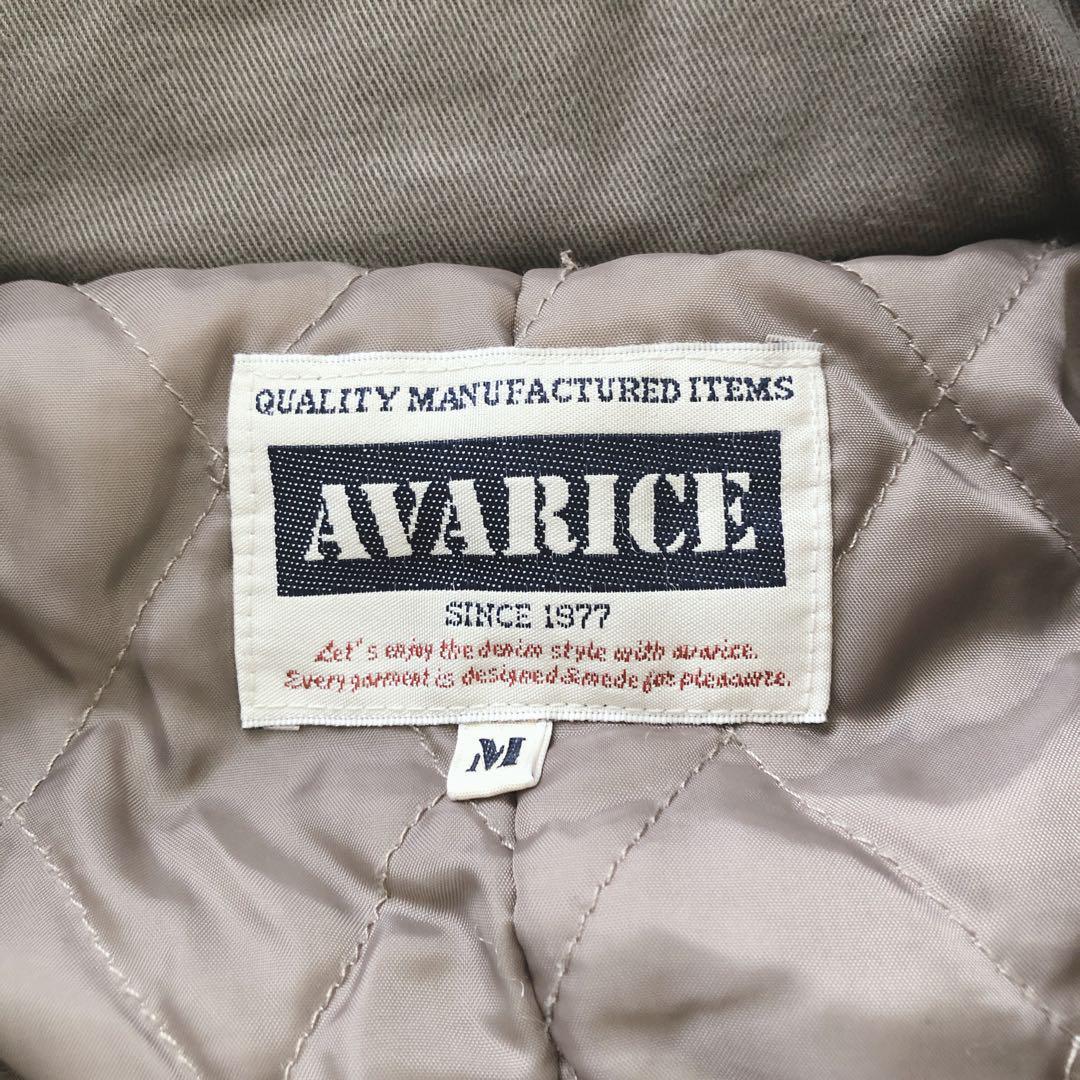 QUALITY MANUFACTURED ITEMS
AVARICE
SINCE 1977
Let's enjoy the denim style with avarice.
Every garment is designed & made for pleasure.
M